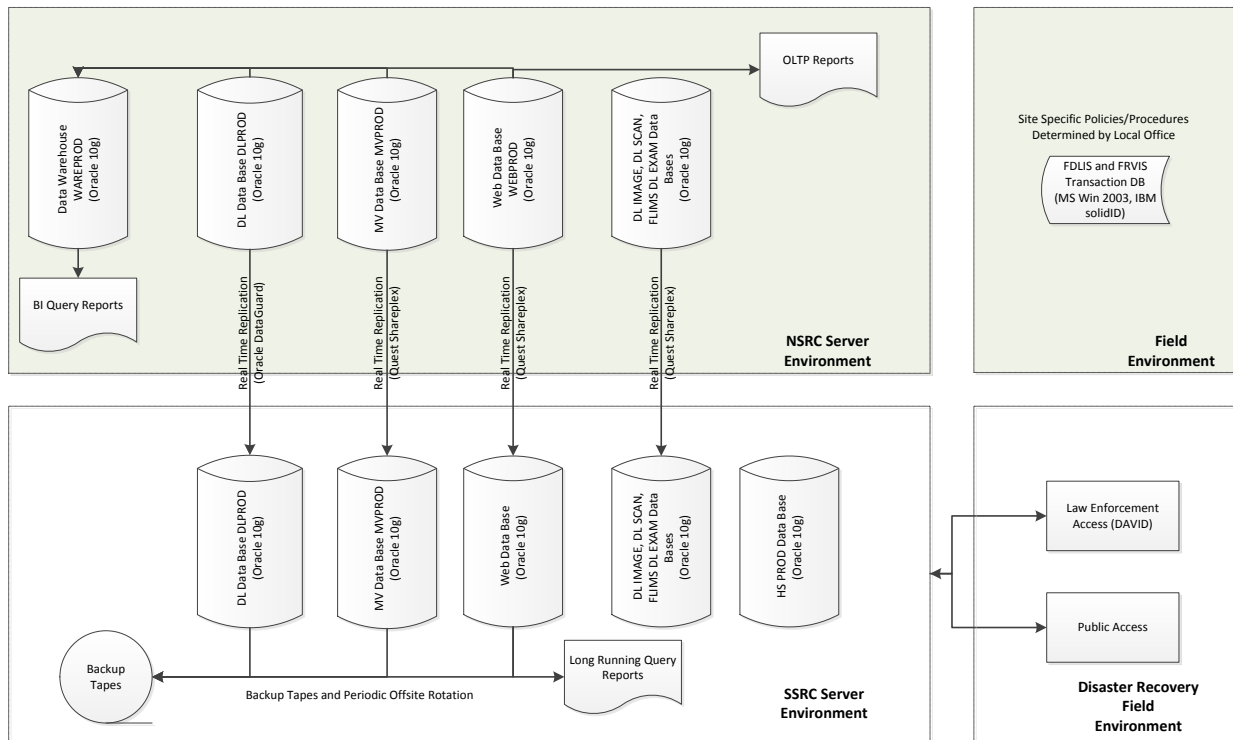 OLTP Reports
Data Warehouse
WAREPROD
(Oracle 10g)
DL Data Base DLPROD
(Oracle 10g)
MV Data Base MVPROD
(Oracle 10g)
Web Data Base
WEBPROD
(Oracle 10g)
DL IMAGE, DL SCAN,
FLIMS DL EXAM Data
Bases
(Oracle 10g)
BI Query Reports
Real Time Replication
(Oracle DataGuard)
Real Time Replication
(Quest Shareplex)
Real Time Replication
(Quest Shareplex)
Real Time Replication
(Quest Shareplex)
NSRC Server
Environment
Site Specific Policies/Procedures
Determined by Local Office
FDLIS and FRVIS
Transaction DB
(MS Win 2003, IBM
solidID)
Field
Environment
DL Data Base DLPROD
(Oracle 10g)
MV Data Base MVPROD
(Oracle 10g)
Web Data Base
(Oracle 10g)
DL IMAGE, DL SCAN,
FLIMS DL EXAM Data
Bases
(Oracle 10g)
HS PROD Data Base
(Oracle 10g)
Backup
Tapes
Backup Tapes and Periodic Offsite Rotation
Long Running Query
Reports
SSRC Server
Environment
Law Enforcement
Access (DAVID)
Public Access
Disaster Recovery
Field
Environment